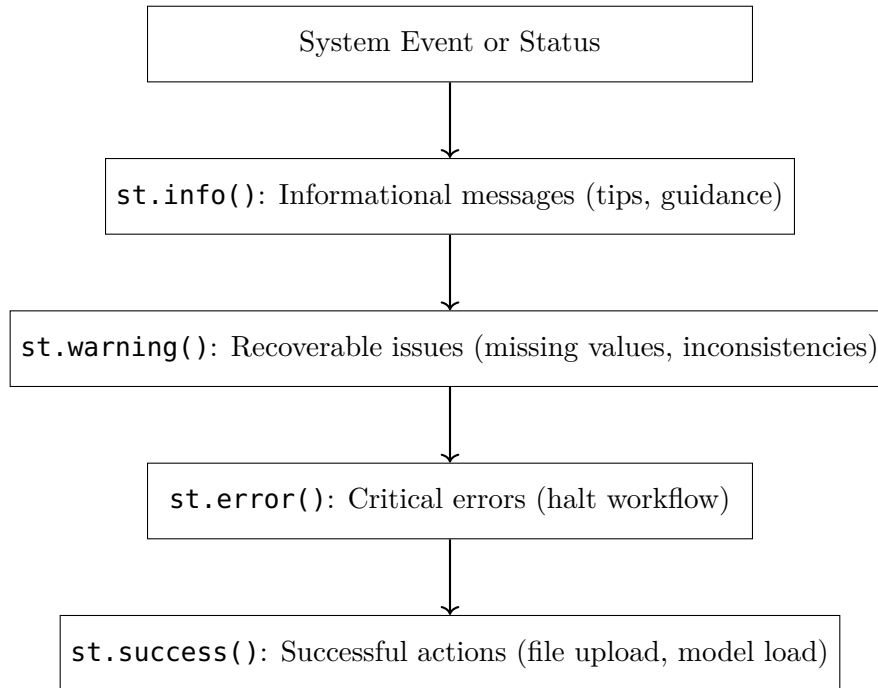 System Event or Status
st.info(): Informational messages (tips, guidance)
st.warning(): Recoverable issues (missing values, inconsistencies)
st.error(): Critical errors (halt workflow)
st.success(): Successful actions (file upload, model load)